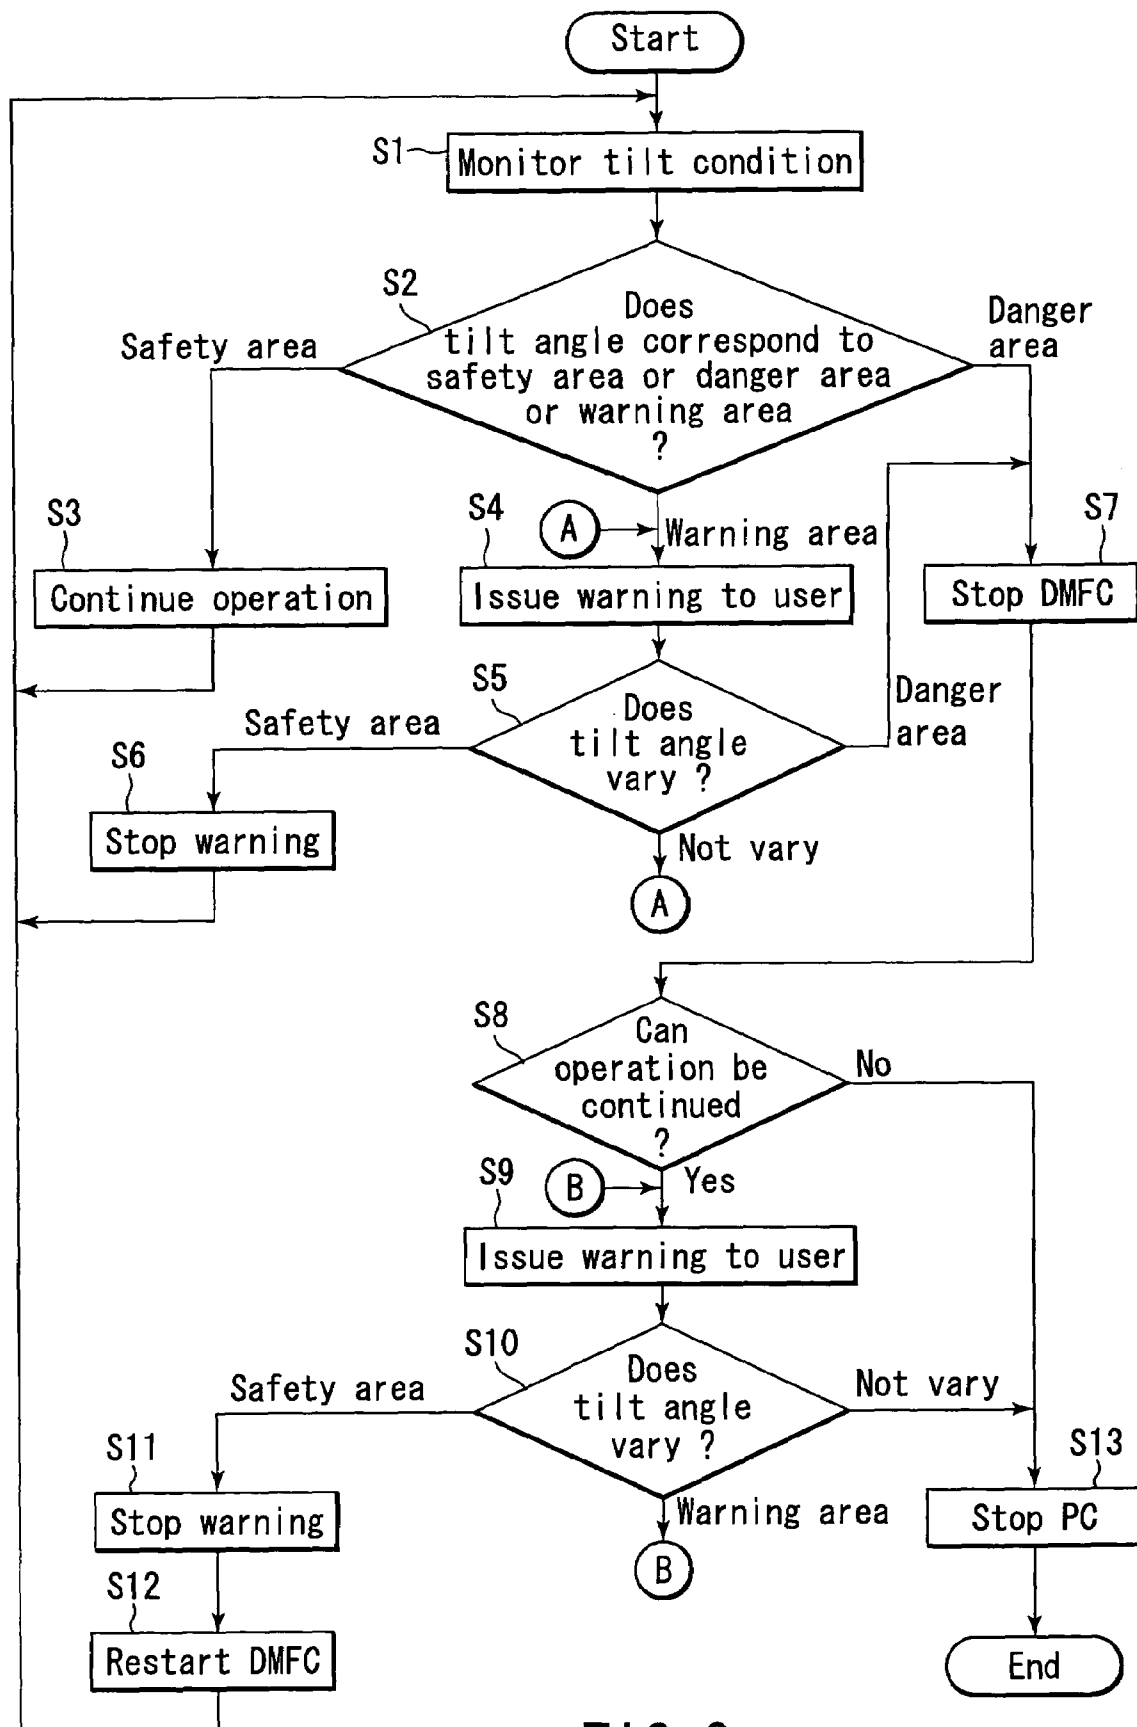 Start
S1
Monitor tilt condition
S2
Does
tilt angle correspond to
safety area or danger area
or warning area
?
Safety area
Danger
area
S3
Continue operation
A
Warning area
S4
Issue warning to user
S7
Stop DMFC
S5
Does
tilt angle
vary ?
Safety area
Danger
area
S6
Stop warning
Not vary
A
S8
Can
operation be
continued
?
No
Yes
B
S9
Issue warning to user
S10
Does
tilt angle
vary ?
Safety area
Not vary
S11
Stop warning
Warning area
B
S13
Stop PC
S12
Restart DMFC
End